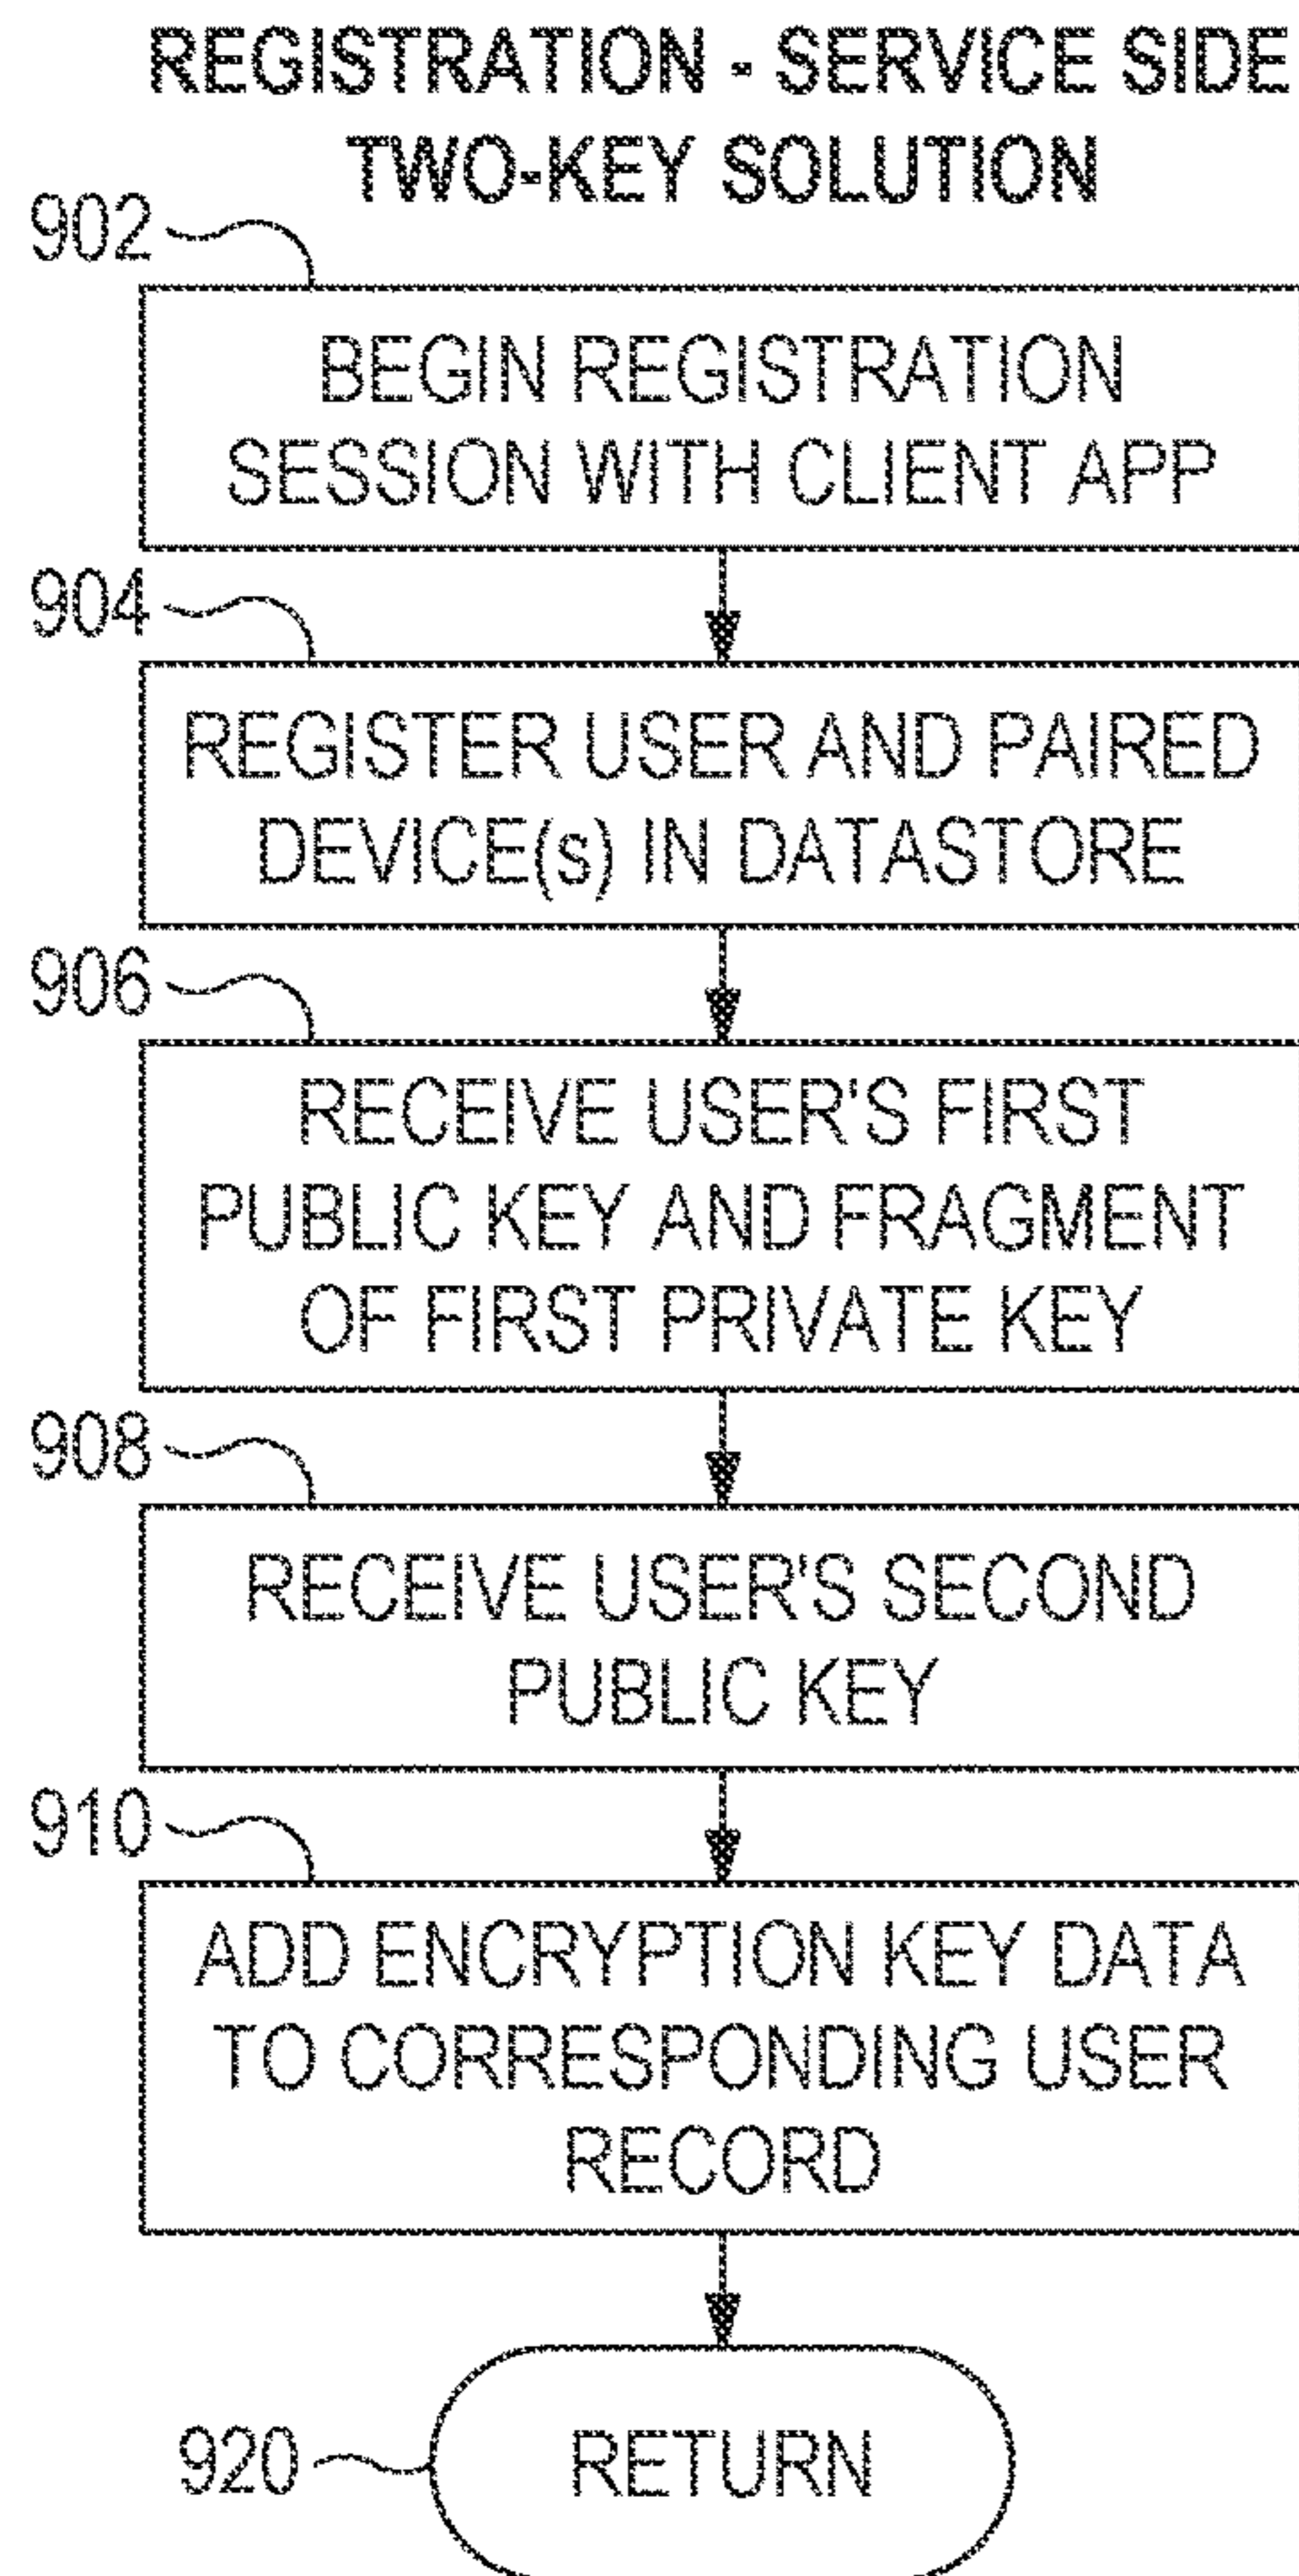 REGISTRATION - SERVICE SIDE
TWO-KEY SOLUTION
902
BEGIN REGISTRATION
SESSION WITH CLIENT APP
904
REGISTER USER AND PAIRED
DEVICE(s) IN DATASTORE
906
RECEIVE USER'S FIRST
PUBLIC KEY AND FRAGMENT
OF FIRST PRIVATE KEY
908
RECEIVE USER'S SECOND
PUBLIC KEY
910
ADD ENCRYPTION KEY DATA
TO CORRESPONDING USER
RECORD
920
RETURN